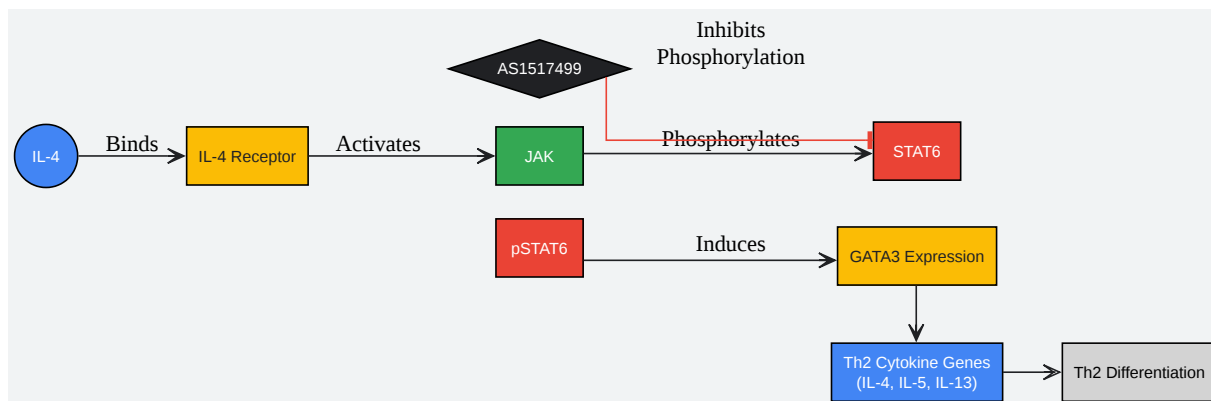 Inhibits
Phosphorylation
AS1517499
IL-4
Binds
IL-4 Receptor
Activates
JAK
Phosphorylates
STAT6
pSTAT6
Induces
GATA3 Expression
Th2 Cytokine Genes
(IL-4, IL-5, IL-13)
Th2 Differentiation